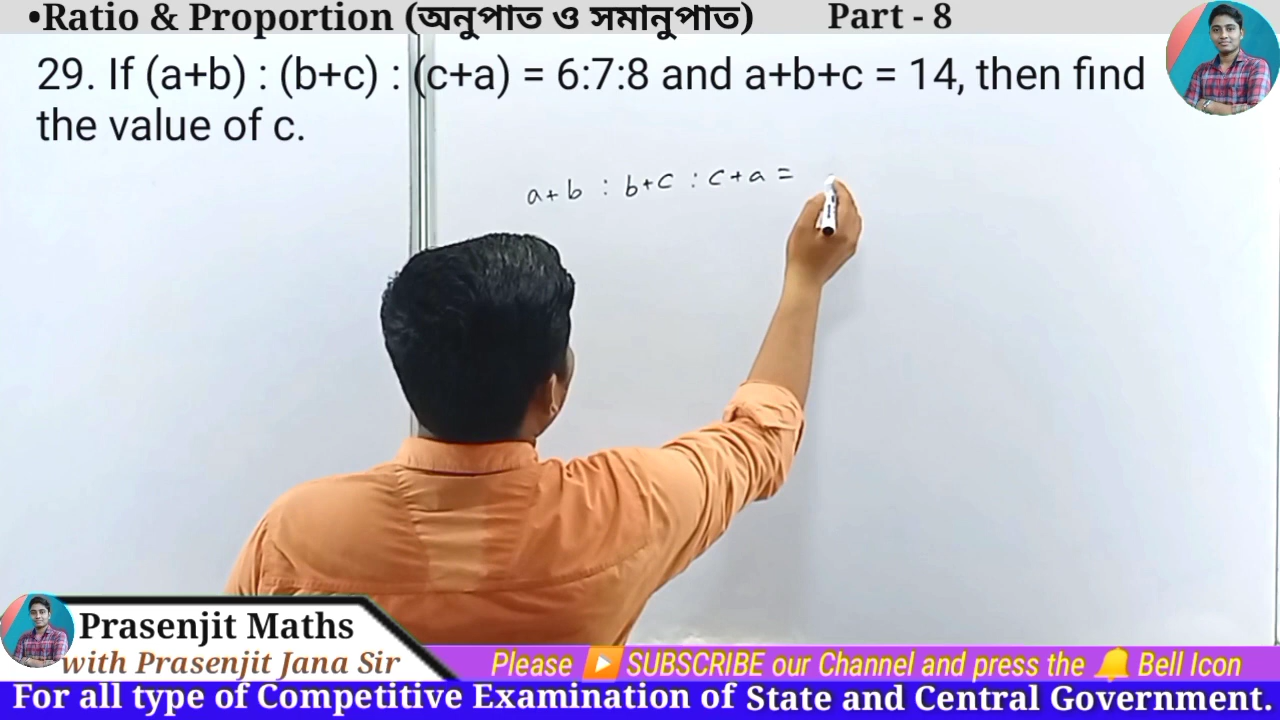 •Ratio & Proportion (অনুপাত ও সমানুপাত) Part - 8
29. If (a+b) : (b+c) : (c+a) = 6:7:8 and a+b+c = 14, then find
the value of c.
a+b : b+c : c+a =
Prasenjit Maths
with Prasenjit Jana Sir
Please SUBSCRIBE our Channel and press the Bell Icon
For all type of Competitive Examination of State and Central Government.